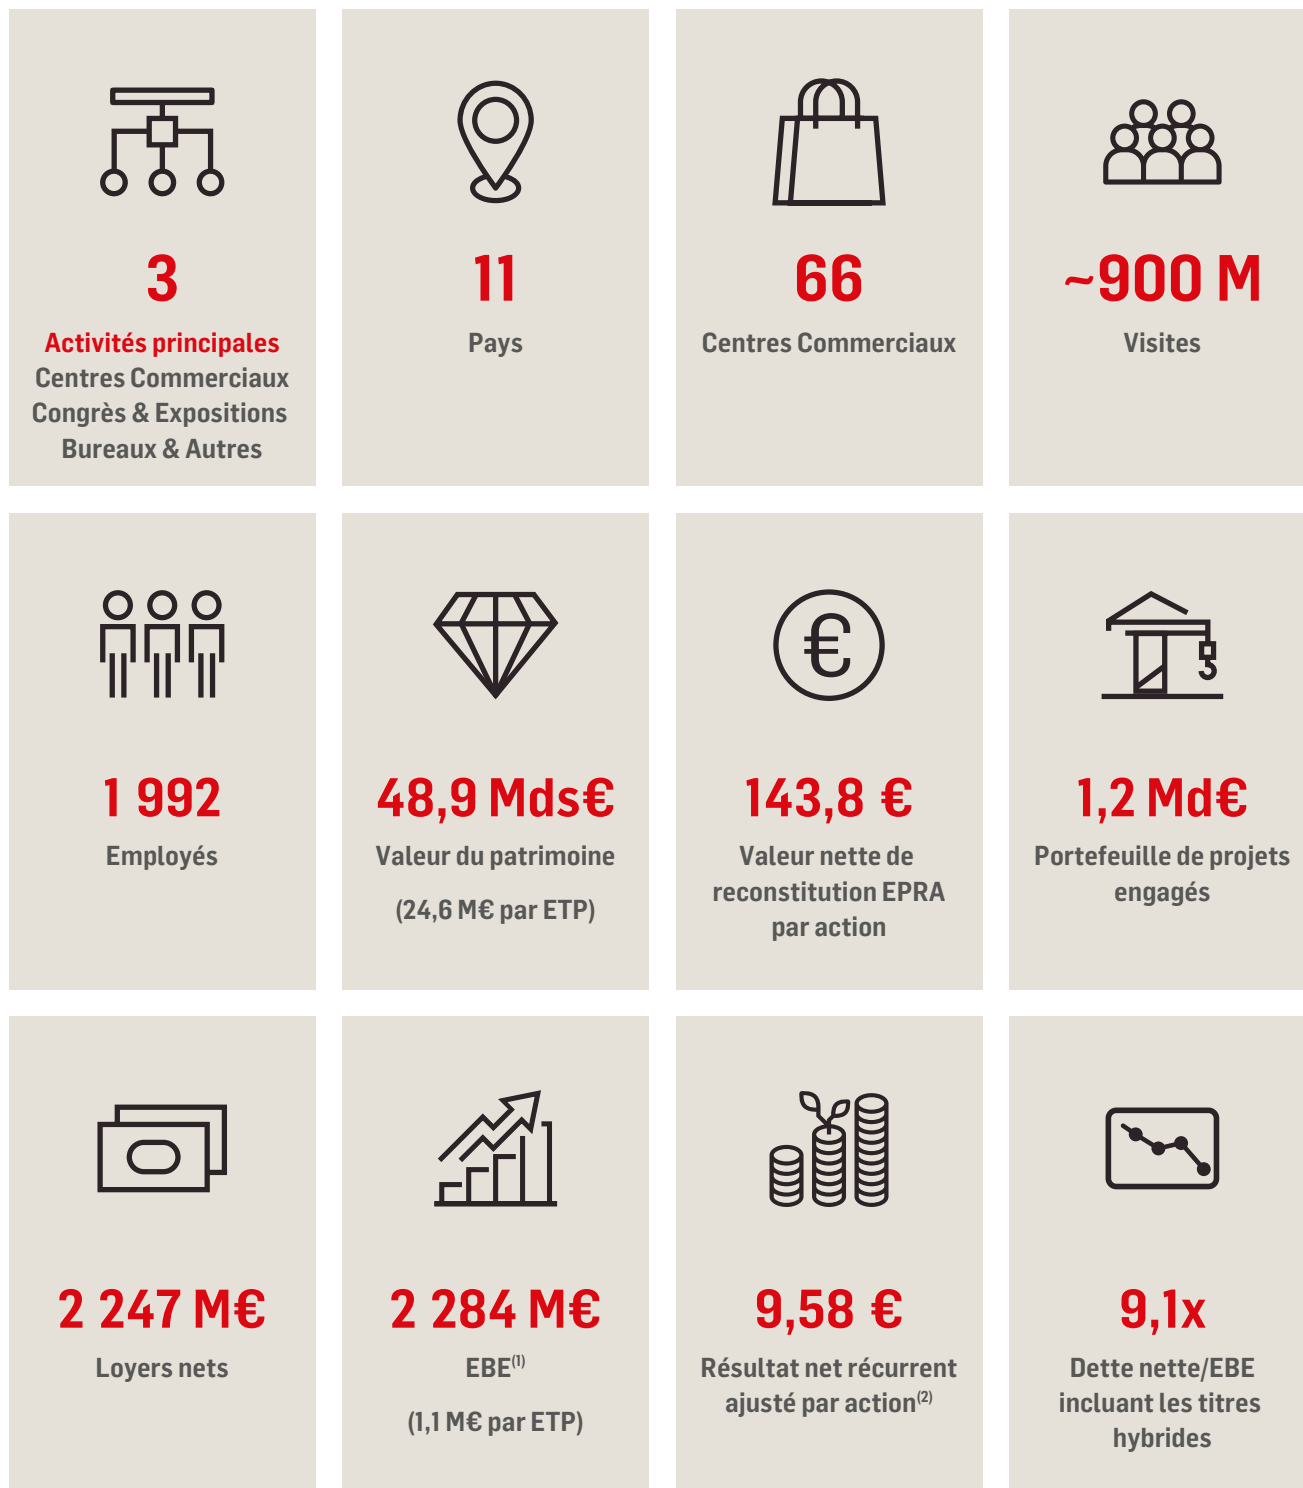 3
Activités principales
Centres Commerciaux
Congrès & Expositions
Bureaux & Autres
11
Pays
66
Centres Commerciaux
~900 M
Visites
1 992
Employés
48,9 Mds€
Valeur du patrimoine
(24,6 M€ par ETP)
€
143,8 €
Valeur nette de
reconstitution EPRA
par action
1,2 Md€
Portefeuille de projets
engagés
2 247 M€
Loyers nets
2 284 M€
EBE(1)
(1,1 M€ par ETP)
9,58 €
Résultat net récurrent
ajusté par action(2)
9,1x
Dette nette/EBE
incluant les titres
hybrides